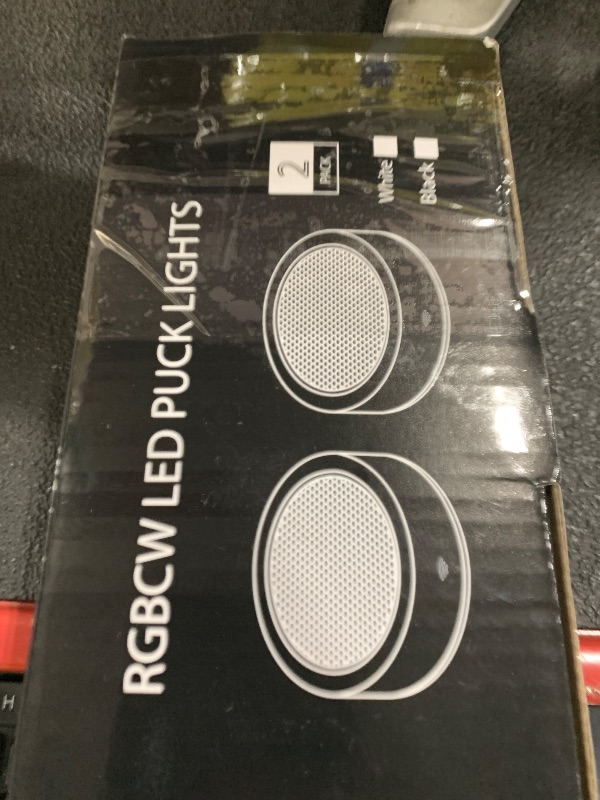 RGBCW LED PUCK LIGHTS
2
PACK
White
Black
H